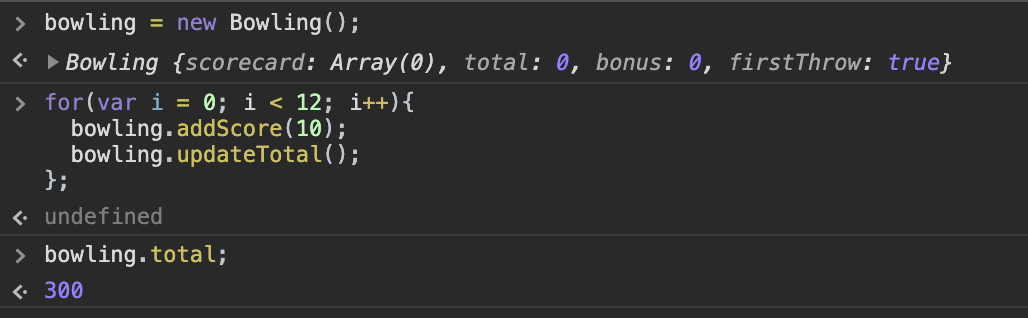 > bowling = new Bowling();
<· ▶ Bowling {scorecard: Array(0), total: 0, bonus: 0, firstThrow: true}
> for(var i = 0; i < 12; i++){
    bowling.addScore(10);
    bowling.updateTotal();
  };
<· undefined
> bowling.total;
<· 300